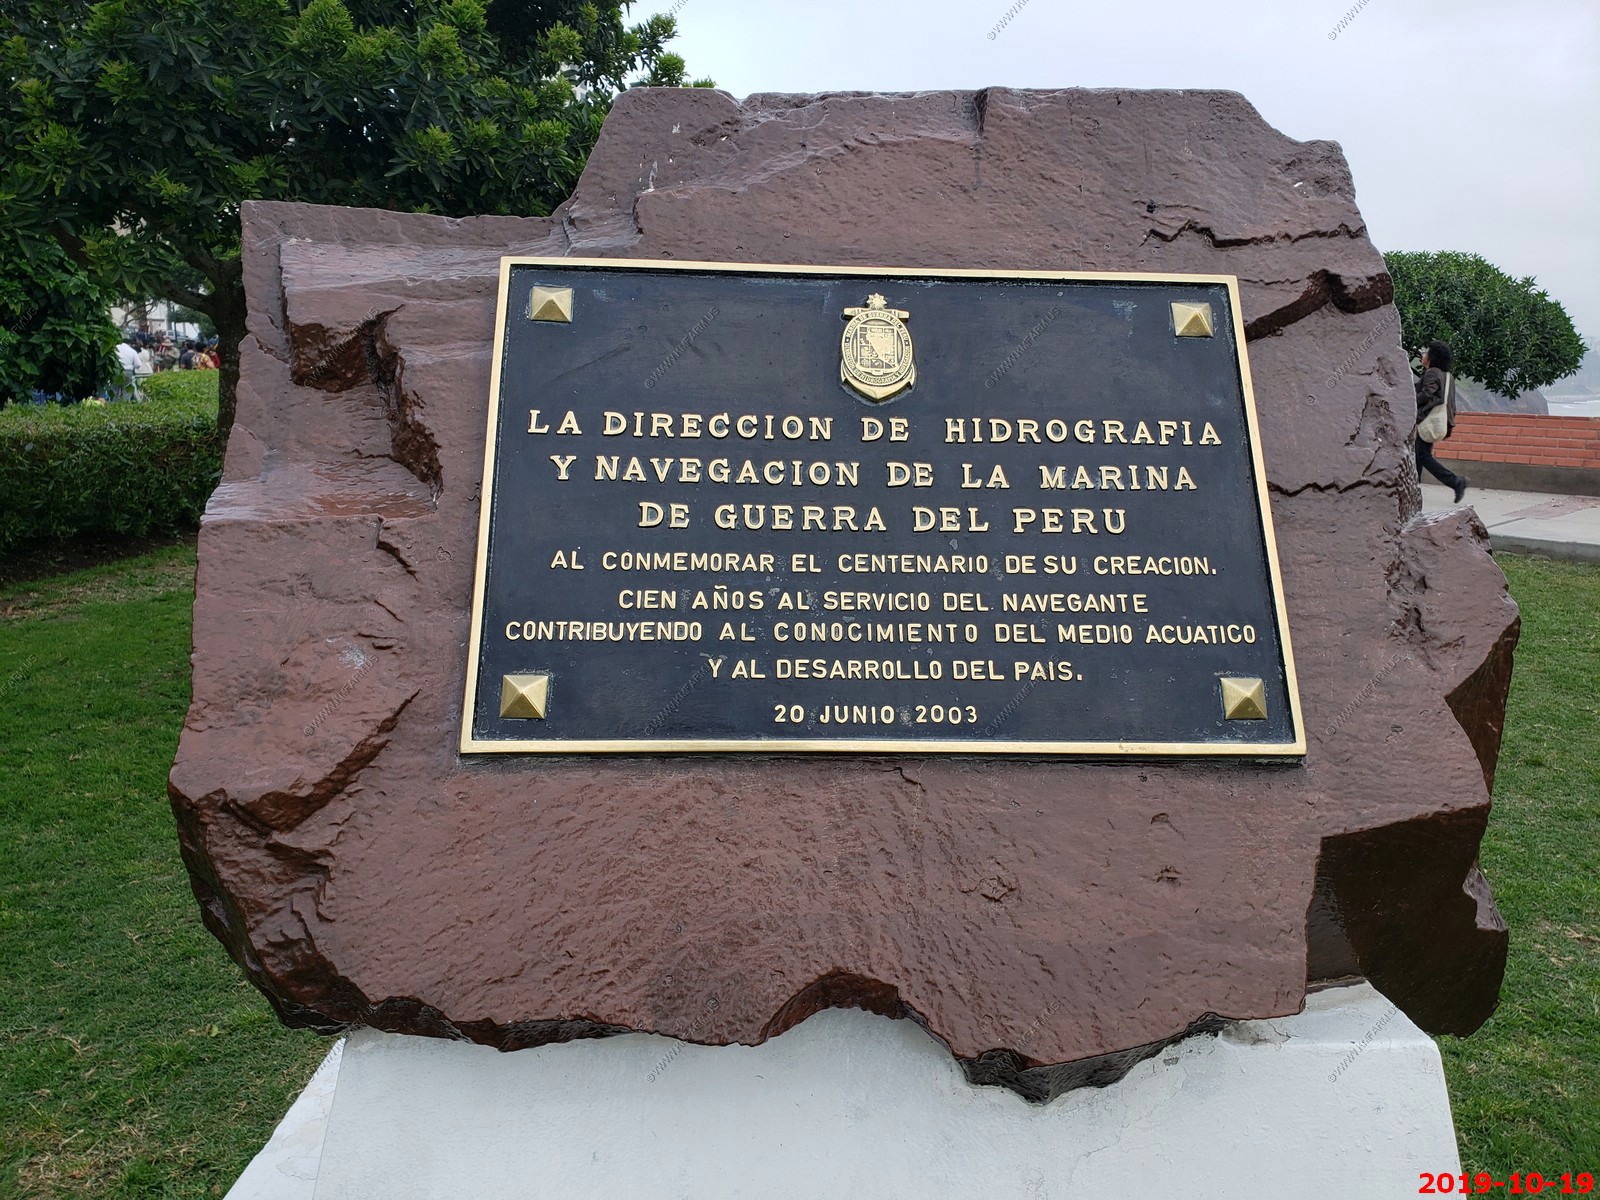 LA DIRECCION DE HIDROGRAFIA
Y NAVEGACION DE LA MARINA
DE GUERRA DEL PERU
AL CONMEMORAR EL CENTENARIO DE SU CREACION.
CIEN AÑOS AL SERVICIO DEL NAVEGANTE
CONTRIBUYENDO AL CONOCIMIENTO DEL MEDIO ACUATICO
Y AL DESARROLLO DEL PAIS.
20 JUNIO 2003
2019-10-19